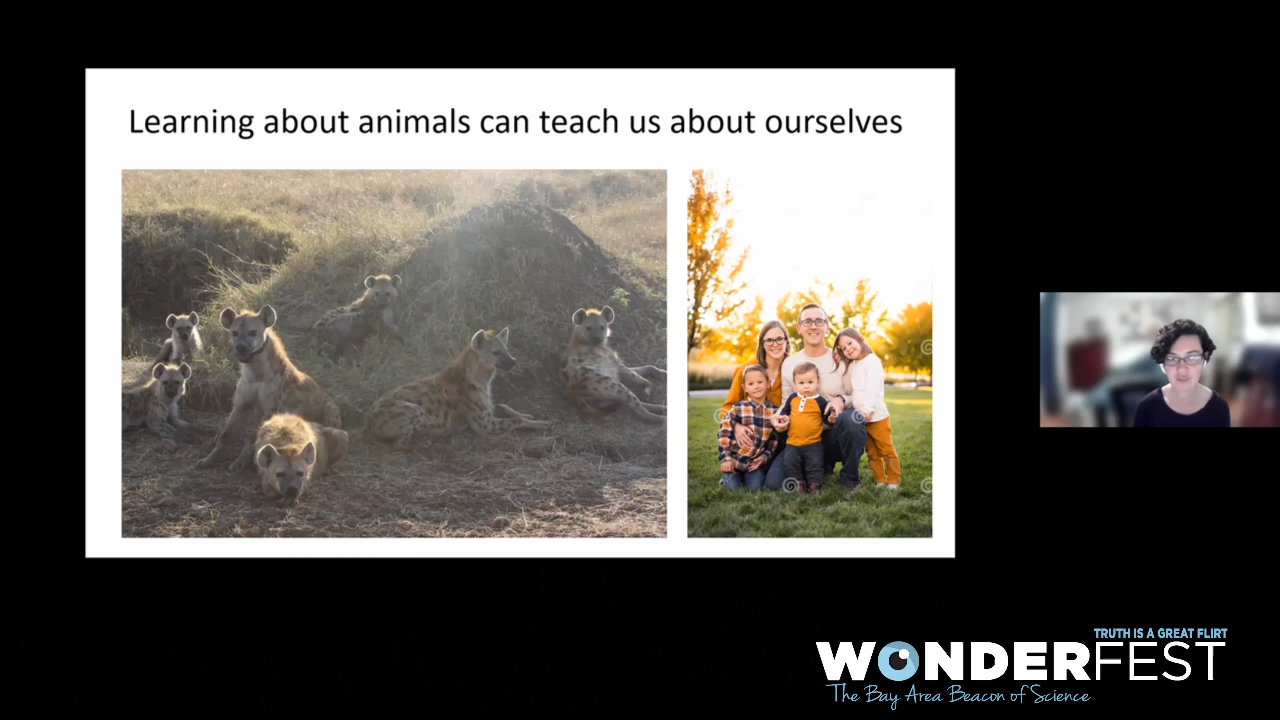 Learning about animals can teach us about ourselves
TRUTH IS A GREAT FLIRT
WONDERFEST
The Bay Area Beacon of Science